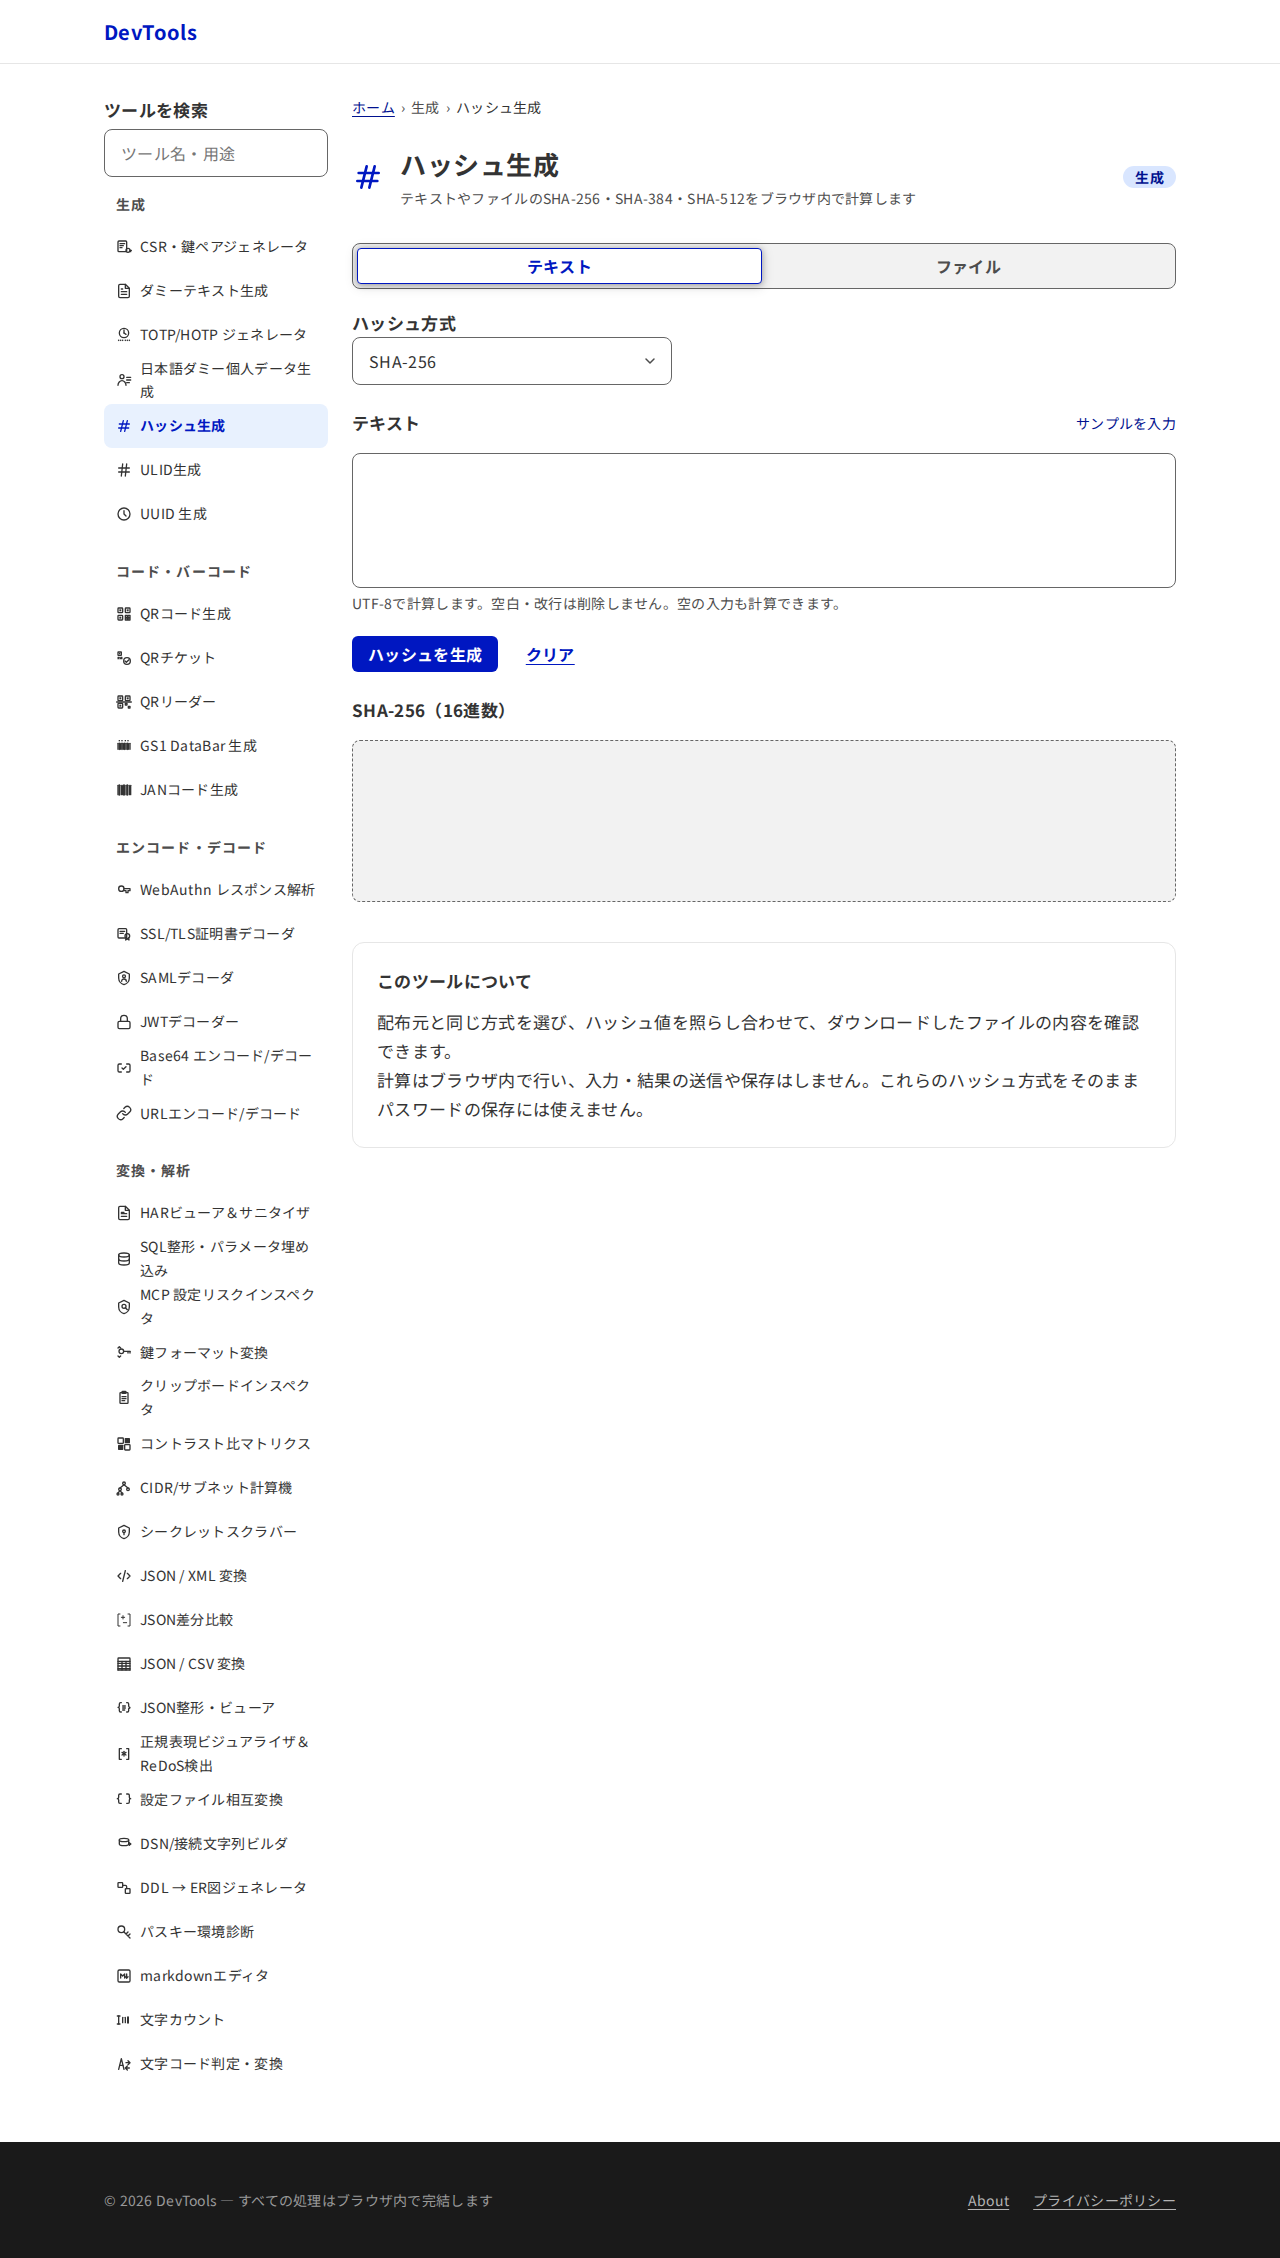 DevTools
ツールを検索
ツール名・用途
生成
CSR・鍵ペアジェネレータ
ダミーテキスト生成
TOTP/HOTP ジェネレータ
日本語ダミー個人データ生
成
ハッシュ生成
ULID生成
UUID 生成
コード・バーコード
QRコード生成
QRチケット
QRリーダー
GS1 DataBar 生成
JANコード生成
エンコード・デコード
WebAuthn レスポンス解析
SSL/TLS証明書デコーダ
SAMLデコーダ
JWTデコーダー
Base64 エンコード/デコー
ド
URLエンコード/デコード
変換・解析
HARビューア＆サニタイザ
SQL整形・パラメータ埋め
込み
MCP 設定リスクインスペク
タ
鍵フォーマット変換
クリップボードインスペク
タ
コントラスト比マトリクス
CIDR/サブネット計算機
シークレットスクラバー
JSON / XML 変換
JSON差分比較
JSON / CSV 変換
JSON整形・ビューア
正規表現ビジュアライザ＆
ReDoS検出
設定ファイル相互変換
DSN/接続文字列ビルダ
DDL → ER図ジェネレータ
パスキー環境診断
markdownエディタ
文字カウント
文字コード判定・変換
ホーム › 生成 › ハッシュ生成
ハッシュ生成
テキストやファイルのSHA-256・SHA-384・SHA-512をブラウザ内で計算します
生成
テキスト ファイル
ハッシュ方式
SHA-256
テキスト サンプルを入力
UTF-8で計算します。空白・改行は削除しません。空の入力も計算できます。
ハッシュを生成 クリア
SHA-256（16進数）
このツールについて
配布元と同じ方式を選び、ハッシュ値を照らし合わせて、ダウンロードしたファイルの内容を確認
できます。
計算はブラウザ内で行い、入力・結果の送信や保存はしません。これらのハッシュ方式をそのまま
パスワードの保存には使えません。
© 2026 DevTools — すべての処理はブラウザ内で完結します
About プライバシーポリシー